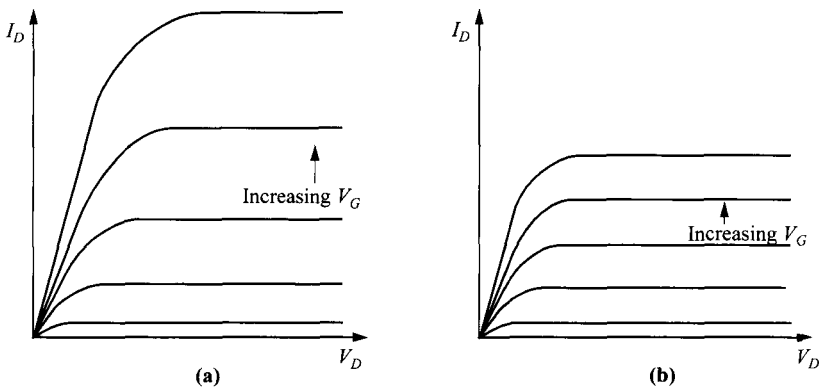 I_D
Increasing V_G
V_D
(a)
I_D
Increasing V_G
V_D
(b)